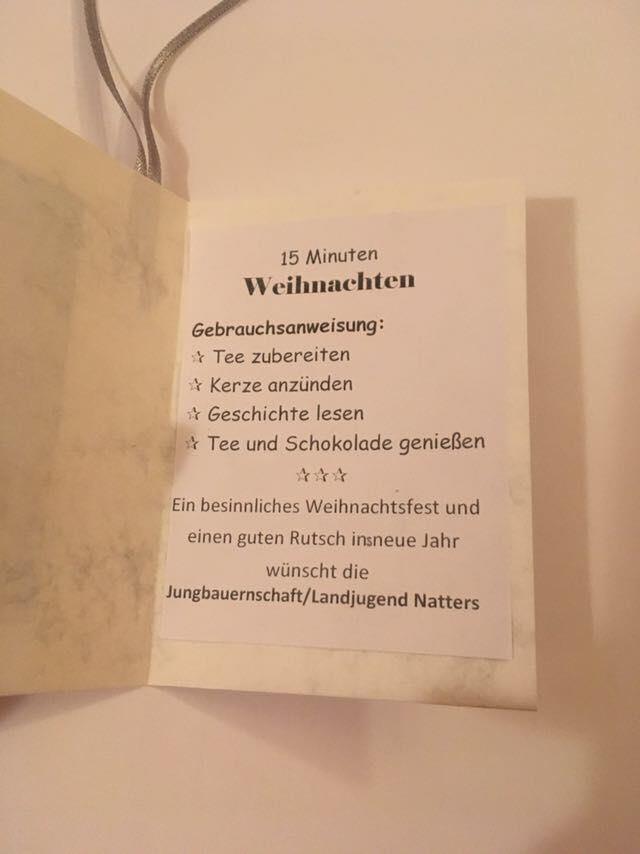 15 Minuten
Weihnachten
Gebrauchsanweisung:
☆ Tee zubereiten
☆ Kerze anzünden
☆ Geschichte lesen
☆ Tee und Schokolade genießen
☆☆☆
Ein besinnliches Weihnachtsfest und
einen guten Rutsch insneue Jahr
wünscht die
Jungbauernschaft/Landjugend Natters